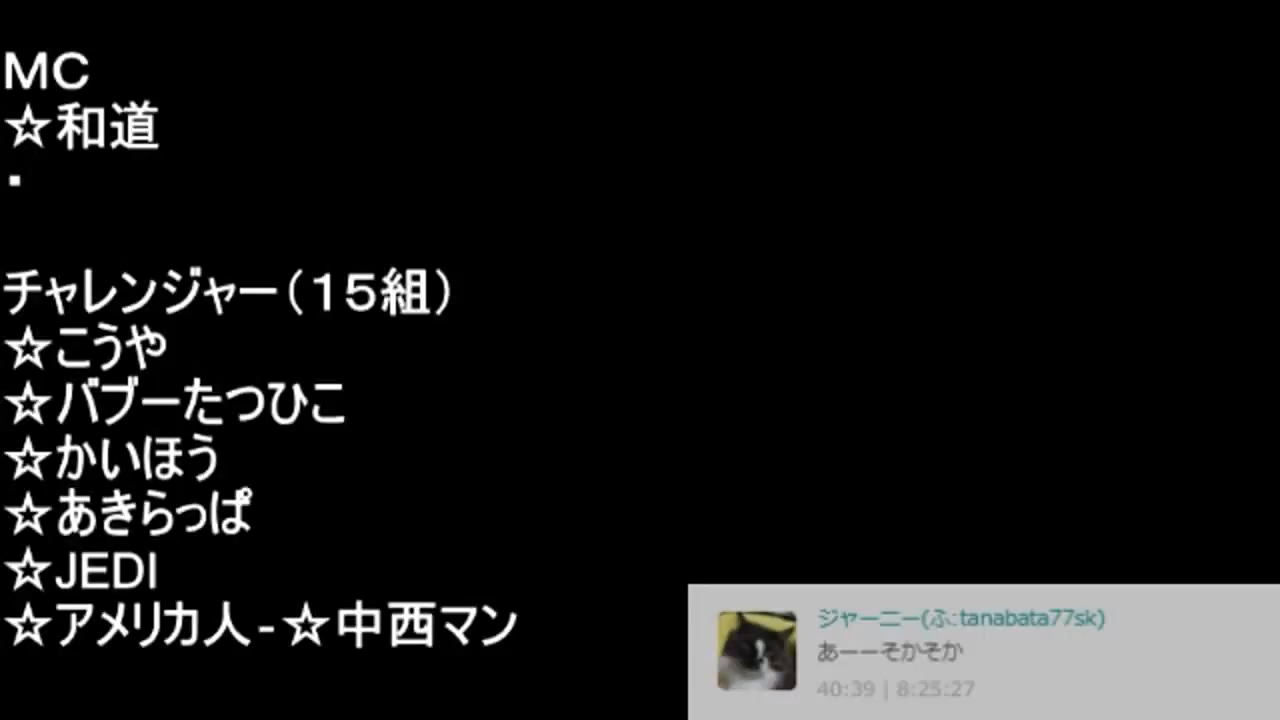 MC
☆和道
▪
チャレンジャー(15組)
☆こうや
☆バブーたつひこ
☆かいほう
☆あきらっぱ
☆JEDI
☆アメリカ人-☆中西マン
ジャーニー(ふ:tanabata77sk)
あーーそかそか
40:39 | 8:25:27